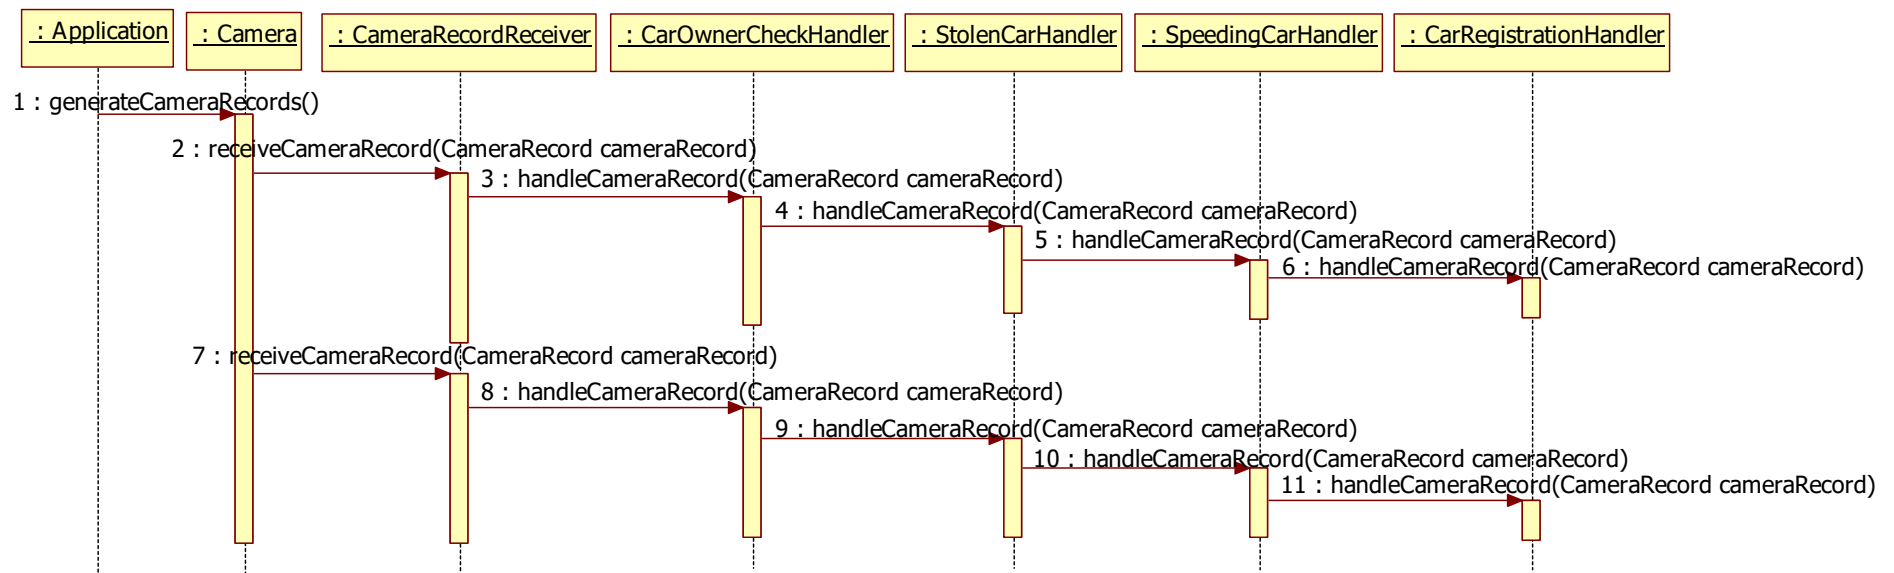 : Application
: Camera
: CameraRecordReceiver
: CarOwnerCheckHandler
: StolenCarHandler
: SpeedingCarHandler
: CarRegistrationHandler
1 : generateCameraRecords()
2 : receiveCameraRecord(CameraRecord cameraRecord)
3 : handleCameraRecord(CameraRecord cameraRecord)
4 : handleCameraRecord(CameraRecord cameraRecord)
5 : handleCameraRecord(CameraRecord cameraRecord)
6 : handleCameraRecord(CameraRecord cameraRecord)
7 : receiveCameraRecord(CameraRecord cameraRecord)
8 : handleCameraRecord(CameraRecord cameraRecord)
9 : handleCameraRecord(CameraRecord cameraRecord)
10 : handleCameraRecord(CameraRecord cameraRecord)
11 : handleCameraRecord(CameraRecord cameraRecord)